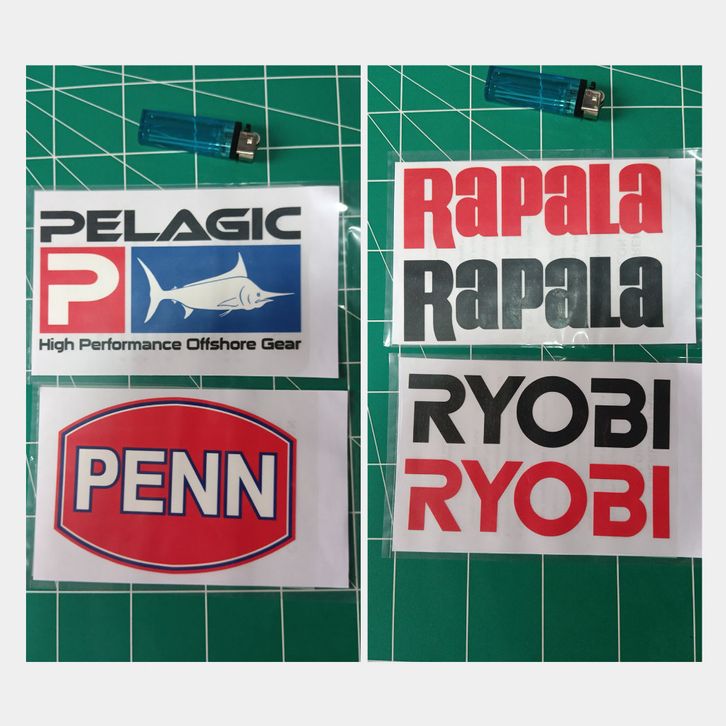 PELAGIC
P
High Performance Offshore Gear
PENN
Rapala
Rapala
RYOBI
RYOBI